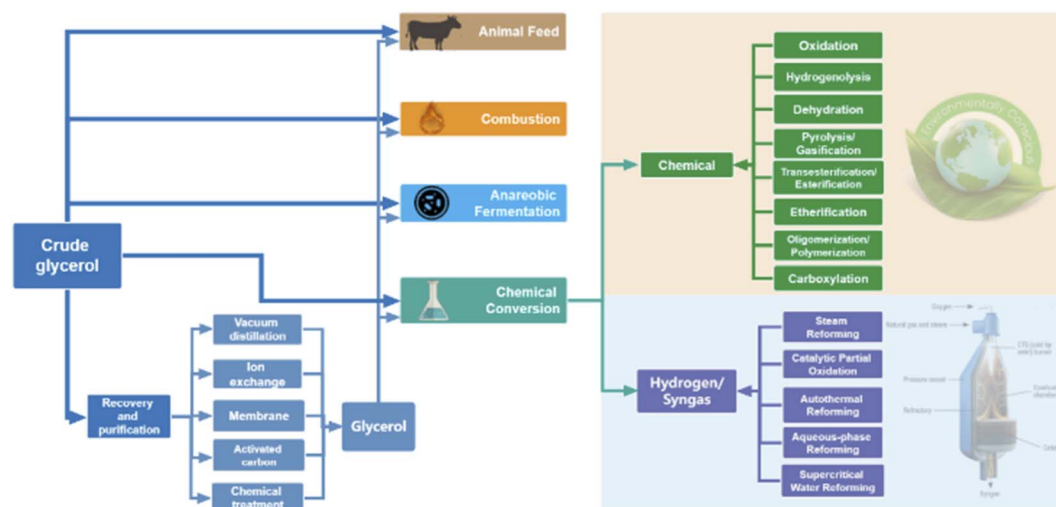 Animal Feed
Combustion
Anareobic
Fermentation
Chemical
Conversion
Crude
glycerol
Vacuum
distillation
Ion
exchange
Membrane
Activated
carbon
Chemical
treatment
Recovery
and
purification
Glycerol
Chemical
Oxidation
Hydrogenolysis
Dehydration
Pyrolysis/
Gasification
Transesterification/
Esterification
Etherification
Oligomerization/
Polymerization
Carboxylation
Environmentally Conscious
Hydrogen/
Syngas
Steam
Reforming
Catalytic Partial
Oxidation
Autothermal
Reforming
Aqueous-phase
Reforming
Supercritical
Water Reforming
Oxygen
Natural gas and steam
Pressure vessel
Refractory
Syngas